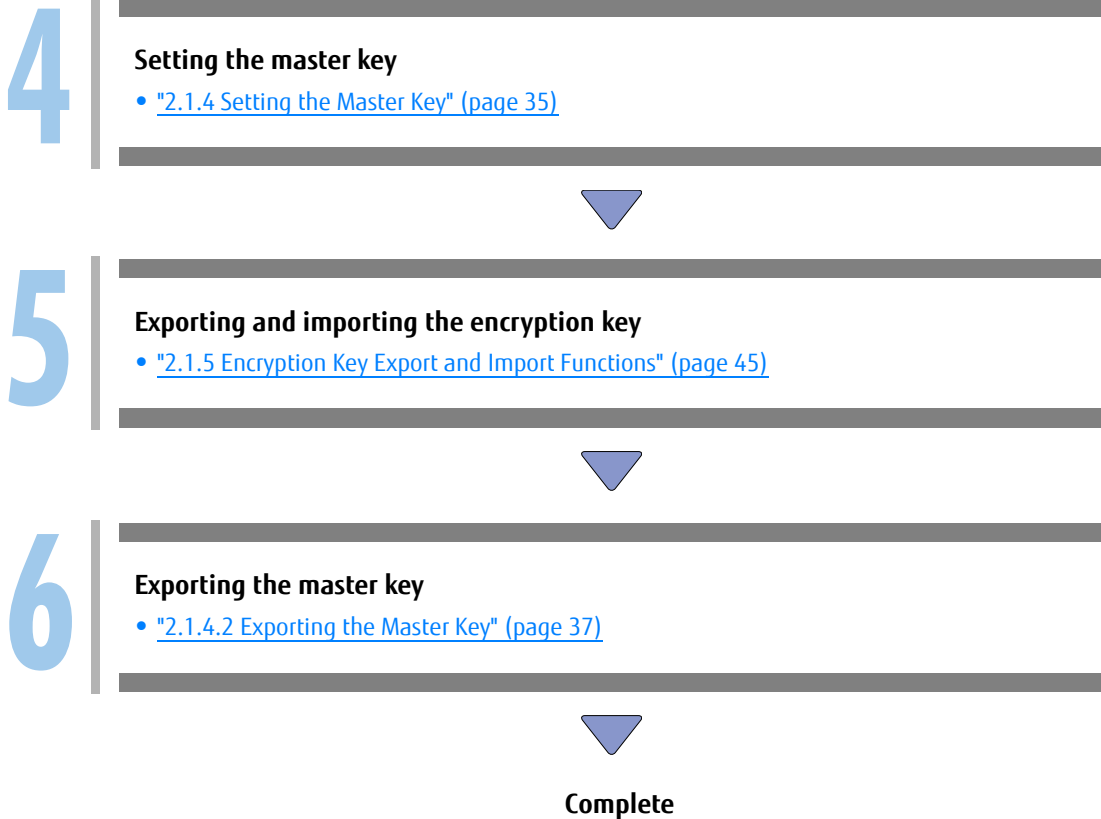 4
Setting the master key
• "2.1.4 Setting the Master Key" (page 35)
5
Exporting and importing the encryption key
• "2.1.5 Encryption Key Export and Import Functions" (page 45)
6
Exporting the master key
• "2.1.4.2 Exporting the Master Key" (page 37)
Complete